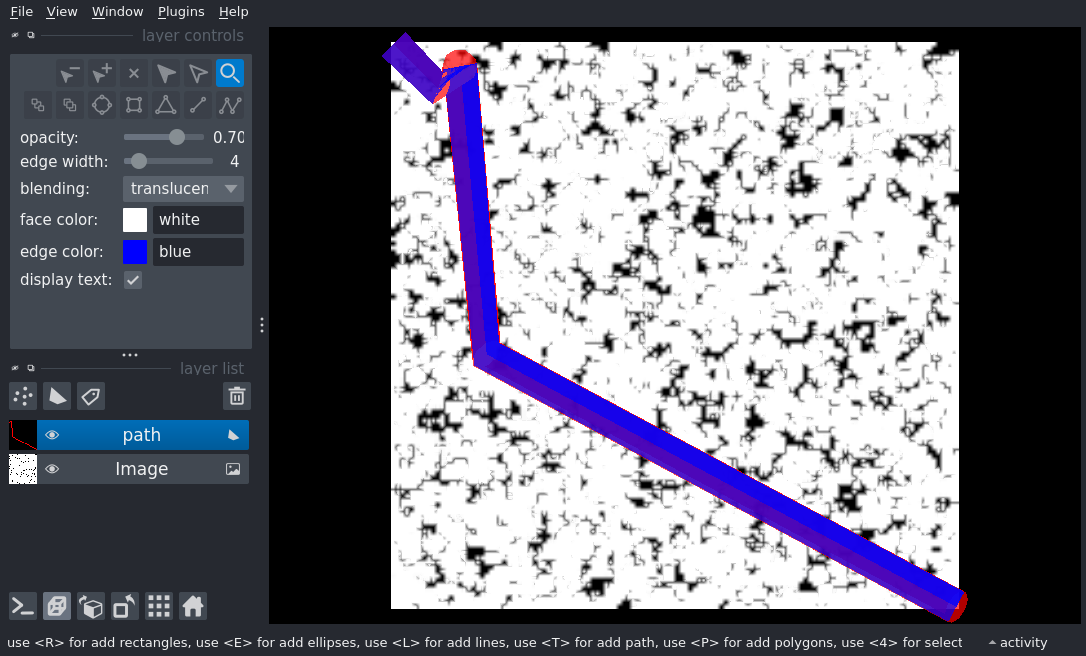 File View Window Plugins Help
layer controls
opacity: 0.70
edge width: 4
blending: translucen
face color: white
edge color: blue
display text:
layer list
path
Image
use <R> for add rectangles, use <E> for add ellipses, use <L> for add lines, use <T> for add path, use <P> for add polygons, use <4> for select
activity